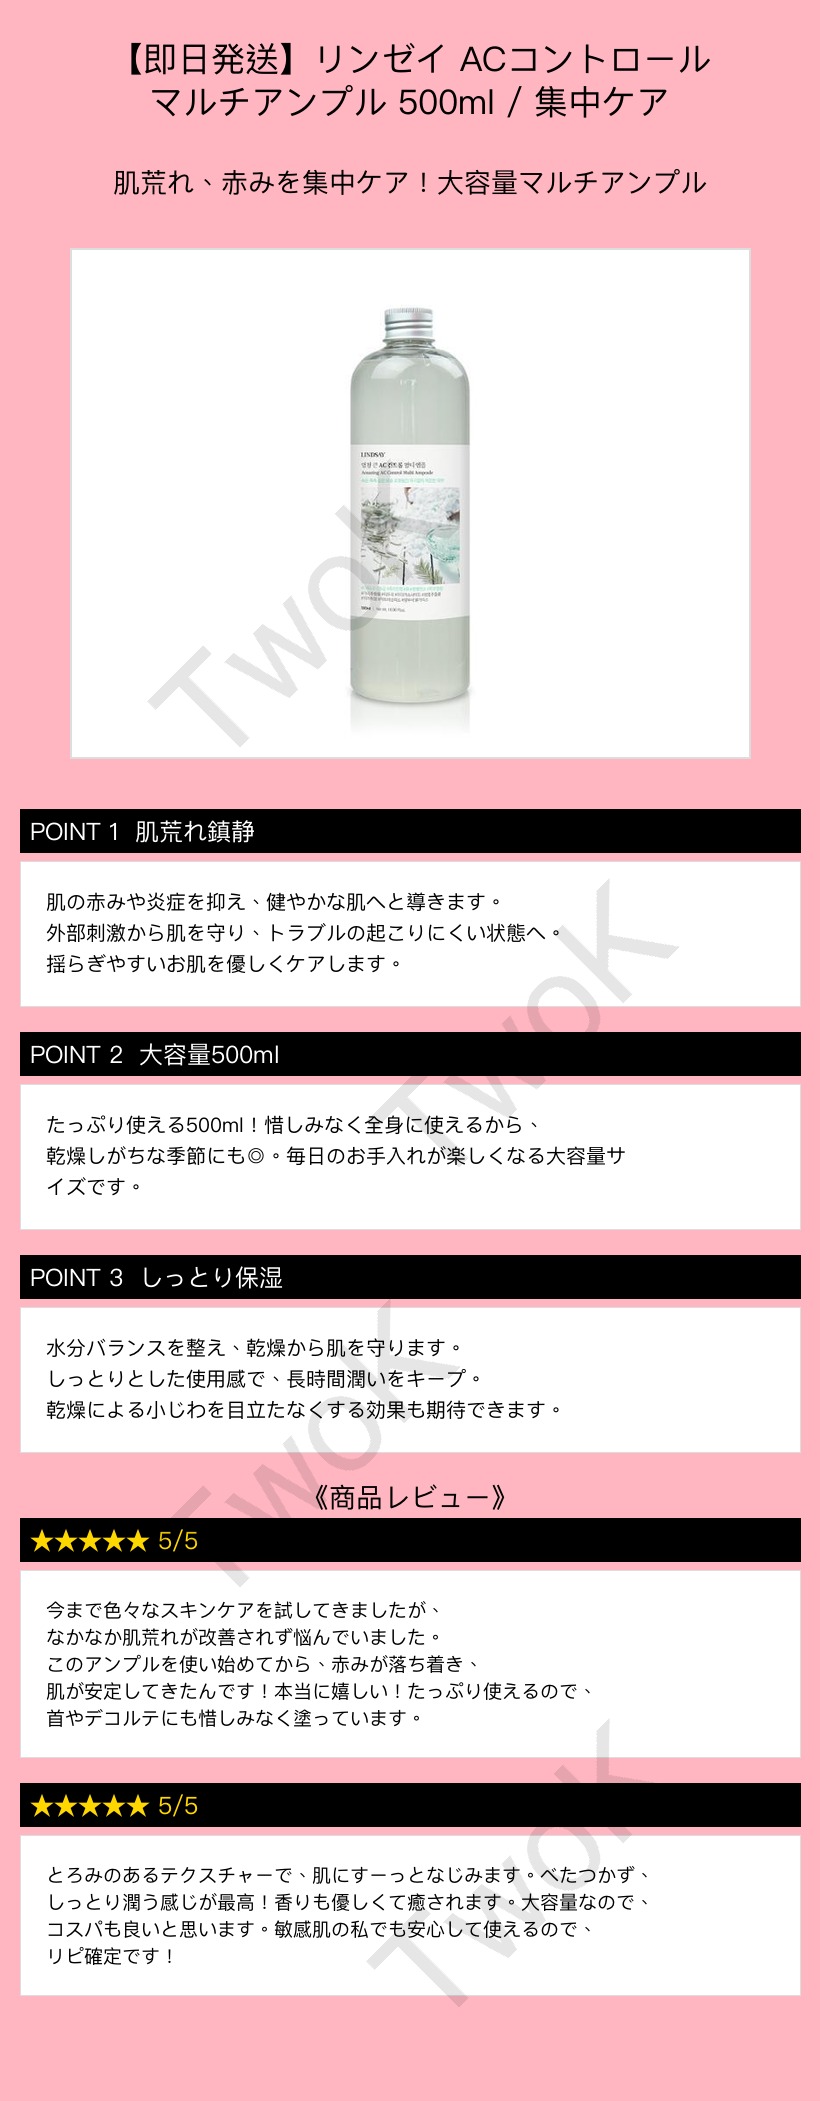 【即日発送】リンゼイ ACコントロール
マルチアンプル 500ml / 集中ケア
肌荒れ、赤みを集中ケア！大容量マルチアンプル
LINDSAY
Amazing AC Control Multi Ampoule
TwoK
POINT 1 肌荒れ鎮静
肌の赤みや炎症を抑え、健やかな肌へと導きます。
外部刺激から肌を守り、トラブルの起こりにくい状態へ。
揺らぎやすいお肌を優しくケアします。
TwoK
POINT 2 大容量500ml
たっぷり使える500ml！惜しみなく全身に使えるから、
乾燥しがちな季節にも◎。毎日のお手入れが楽しくなる大容量サ
イズです。
POINT 3 しっとり保湿
水分バランスを整え、乾燥から肌を守ります。
しっとりとした使用感で、長時間潤いをキープ。
乾燥による小じわを目立たなくする効果も期待できます。
TwoK
《商品レビュー》
★★★★★ 5/5
今まで色々なスキンケアを試してきましたが、
なかなか肌荒れが改善されず悩んでいました。
このアンプルを使い始めてから、赤みが落ち着き、
肌が安定してきたんです！本当に嬉しい！たっぷり使えるので、
首やデコルテにも惜しみなく塗っています。
★★★★★ 5/5
とろみのあるテクスチャーで、肌にすーっとなじみます。べたつかず、
しっとり潤う感じが最高！香りも優しくて癒されます。大容量なので、
コスパも良いと思います。敏感肌の私でも安心して使えるので、
リピ確定です！
TwoK